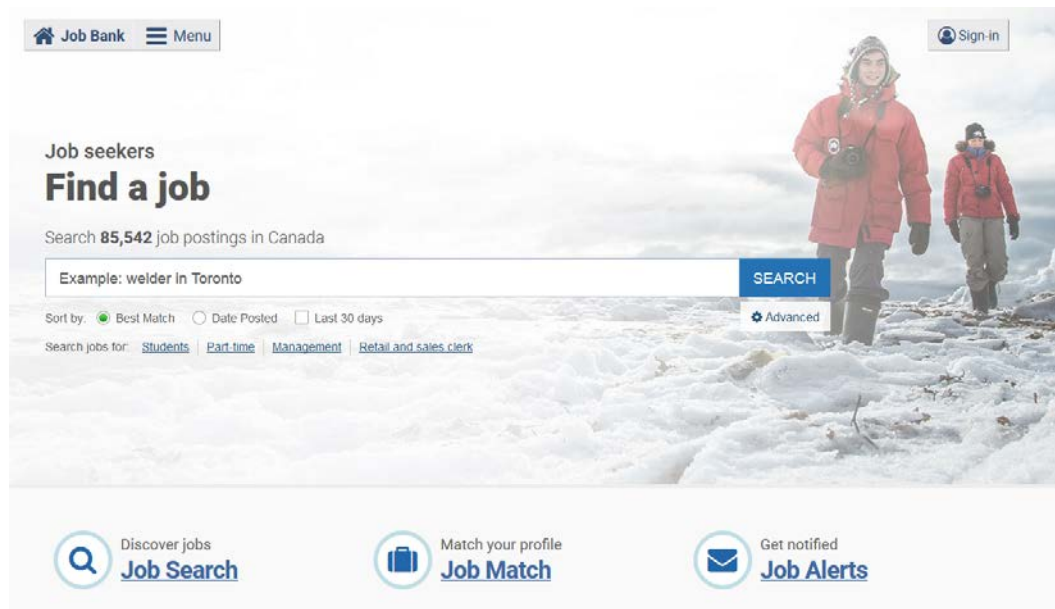 Job Bank Menu Sign-in
Job seekers
Find a job
Search 85,542 job postings in Canada
Example: welder in Toronto SEARCH
Sort by: Best Match Date Posted Last 30 days Advanced
Search jobs for: Students Part-time Management Retail and sales clerk
Discover jobs
Job Search
Match your profile
Job Match
Get notified
Job Alerts